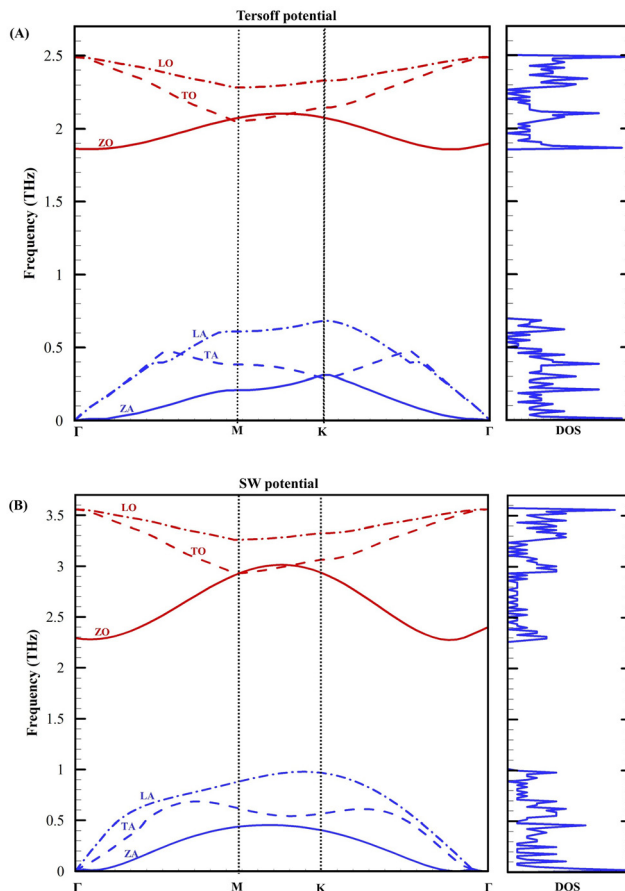 Tersoff potential
(A)
2.5
LO
TO
2
ZO
1.5
Frequency (THz)
1
LA
0.5
TA
ZA
0
Γ
M
K
Γ
DOS
SW potential
(B)
3.5
LO
TO
3
2.5
ZO
2
Frequency (THz)
1.5
1
LA
0.5
TA
ZA
0
Γ
M
K
Γ
DOS